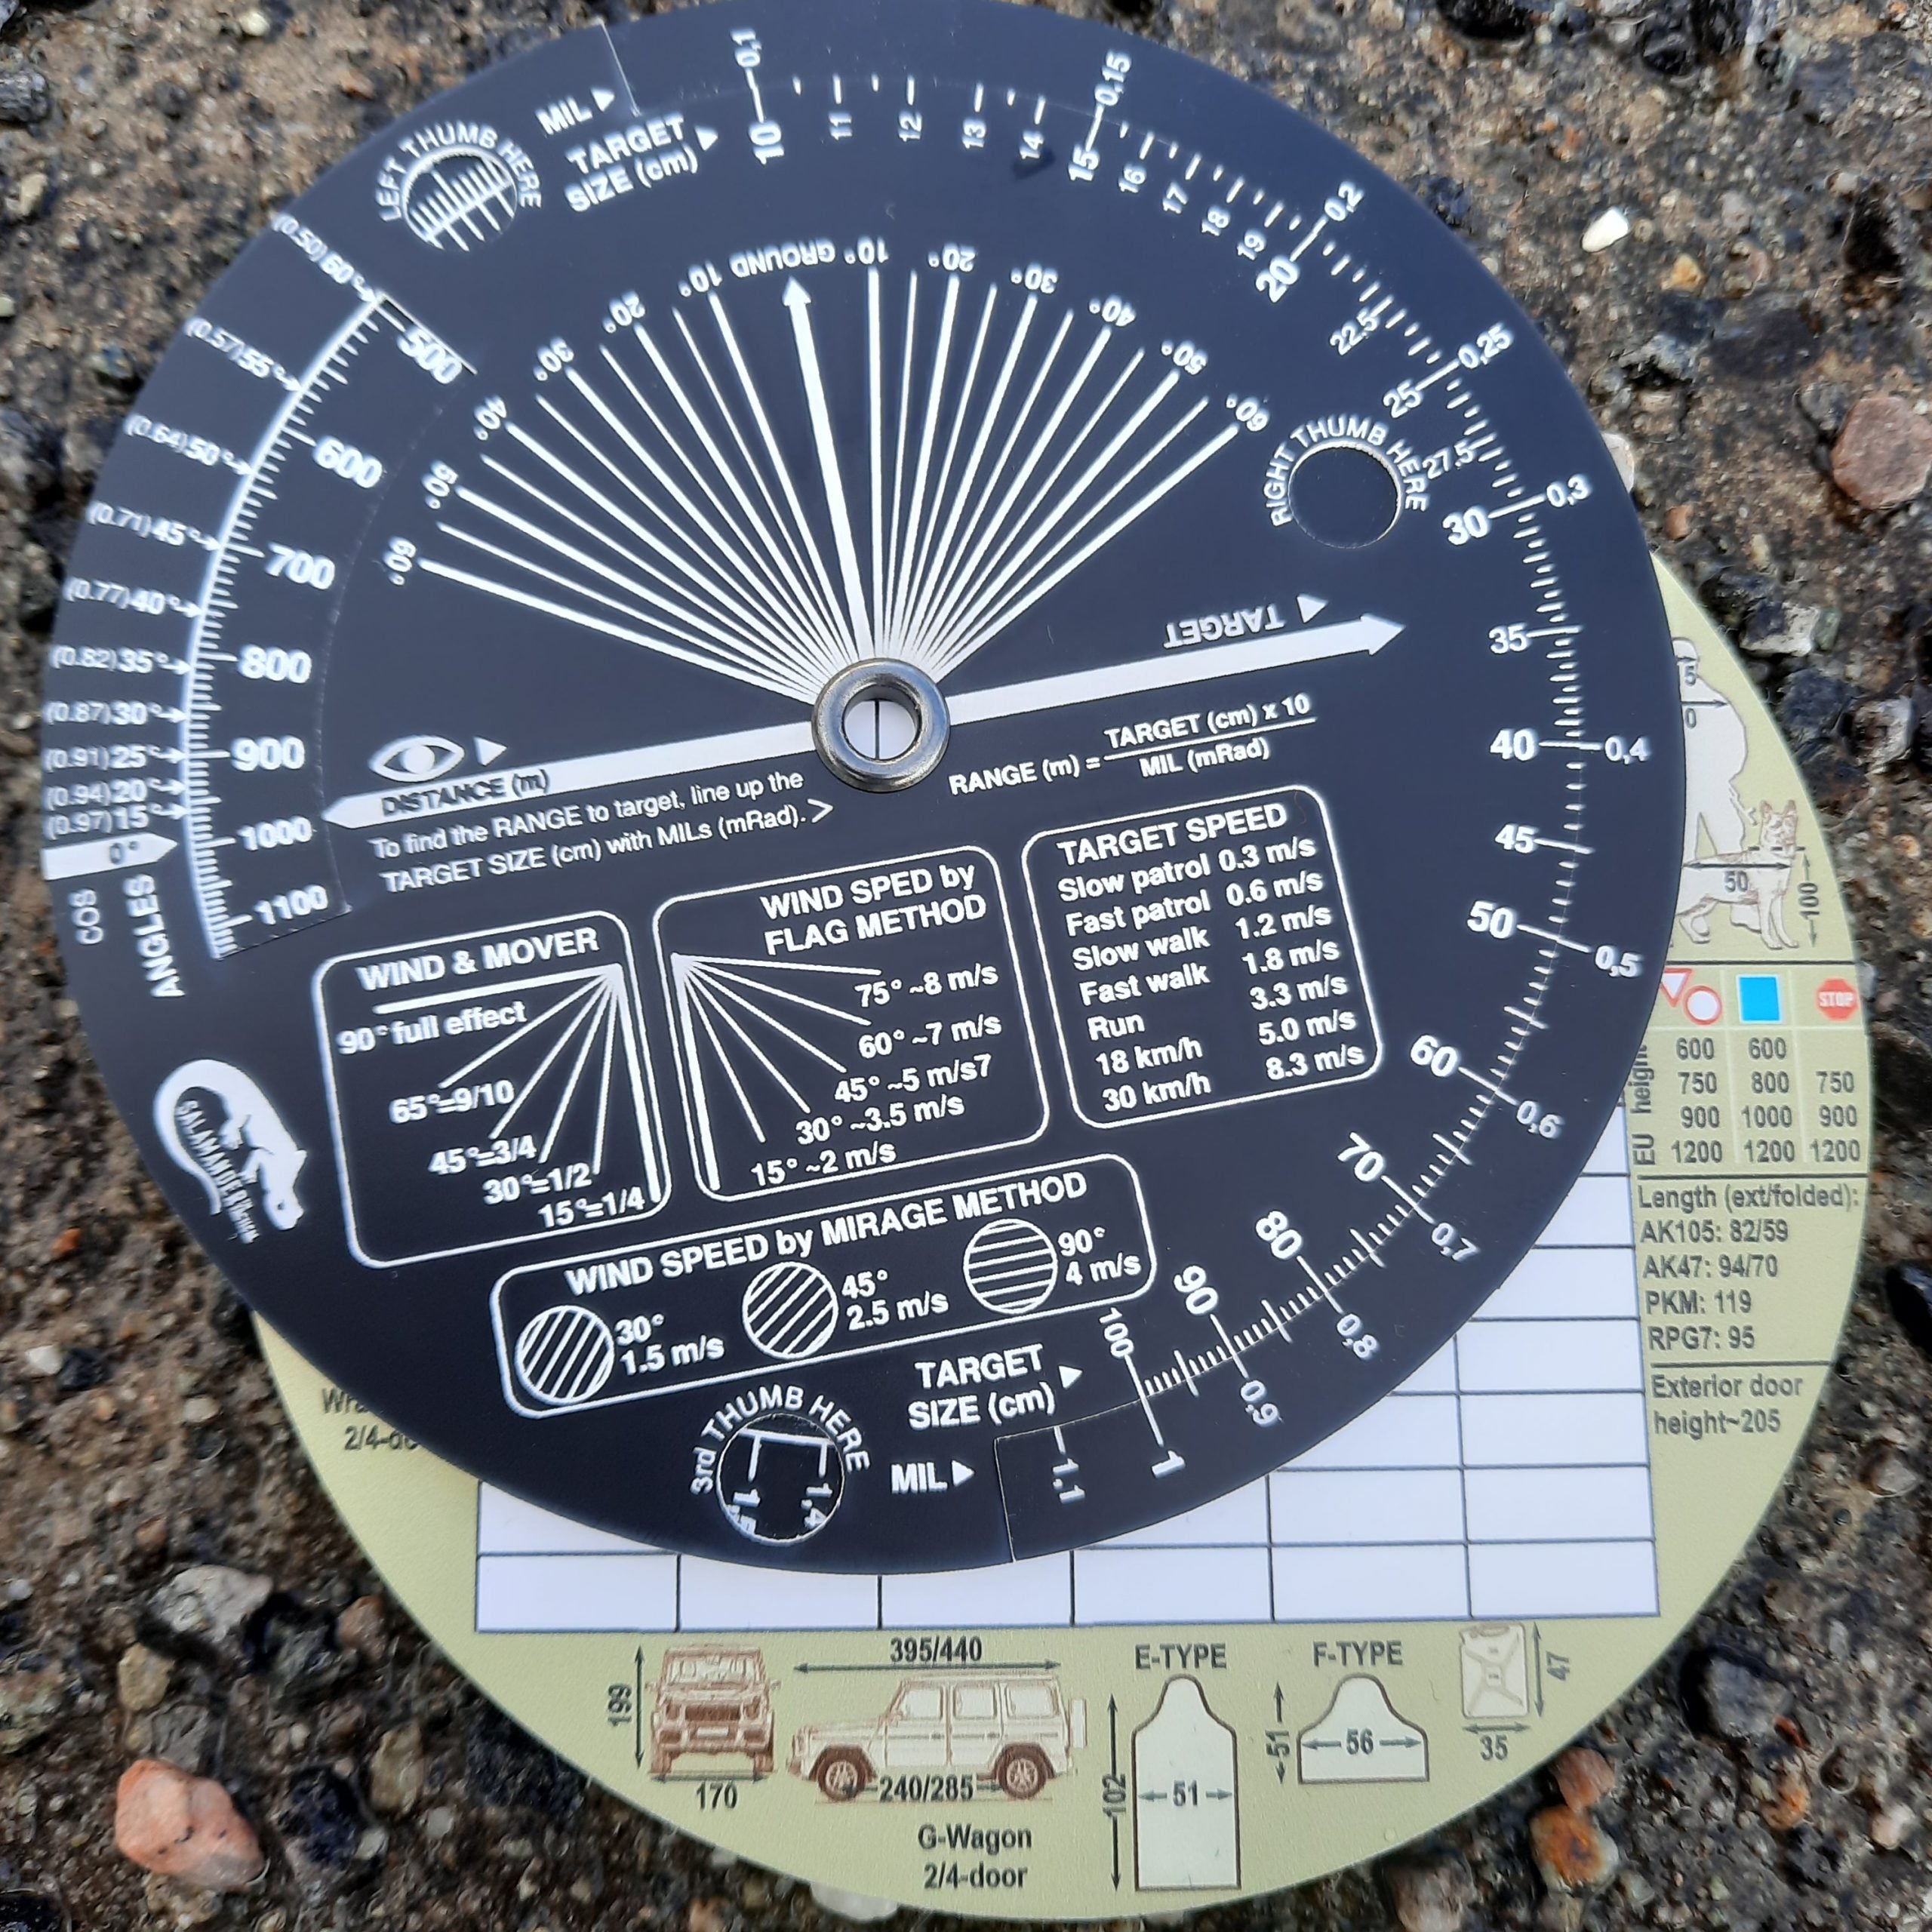 MIL
TARGET
SIZE (cm)
LEFT THUMB HERE
0,1
0,15
0,2
0,25
0,3
0,4
0,5
0,6
0,7
0,8
0,9
1
1,1
10
11
12
13
14
15
16
17
18
19
20
22.5
25
27.5
30
35
40
45
50
60
70
80
90
100
(0.50)60°
(0.57)55°
(0.64)50°
(0.71)45°
(0.77)40°
(0.82)35°
(0.87)30°
(0.91)25°
(0.94)20°
(0.97)15°
0°
COS
ANGLES
500
600
700
800
900
1000
1100
60°
50°
40°
30°
20°
10°
GROUND
10°
20°
30°
40°
50°
60°
RIGHT THUMB HERE
TARGET
DISTANCE (m)
To find the RANGE to target, line up the
TARGET SIZE (cm) with MILs (mRad). >
RANGE (m) = TARGET (cm) x 10
MIL (mRad)
WIND & MOVER
90° full effect
65°=9/10
45°=3/4
30°=1/2
15°=1/4
WIND SPED by
FLAG METHOD
75° ~8 m/s
60° ~7 m/s
45° ~5 m/s7
30° ~3.5 m/s
15° ~2 m/s
TARGET SPEED
Slow patrol 0.3 m/s
Fast patrol 0.6 m/s
Slow walk 1.2 m/s
Fast walk 1.8 m/s
Run 3.3 m/s
18 km/h 5.0 m/s
30 km/h 8.3 m/s
WIND SPEED by MIRAGE METHOD
30°
1.5 m/s
45°
2.5 m/s
90°
4 m/s
TARGET
SIZE (cm)
MIL
3rd THUMB HERE
1,4
50
100
STOP
EU height
600 600
750 800 750
900 1000 900
1200 1200 1200
Length (ext/folded):
AK105: 82/59
AK47: 94/70
PKM: 119
RPG7: 95
Exterior door
height~205
2/4-do
199
170
395/440
240/285
G-Wagon
2/4-door
E-TYPE
102
51
F-TYPE
51
56
47
35